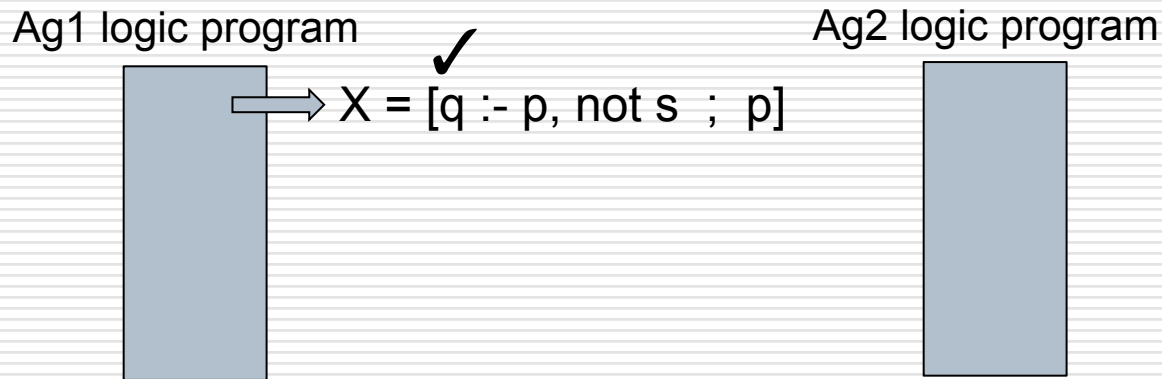 Ag1 logic program
Ag2 logic program
✓
X = [q :- p, not s ; p]